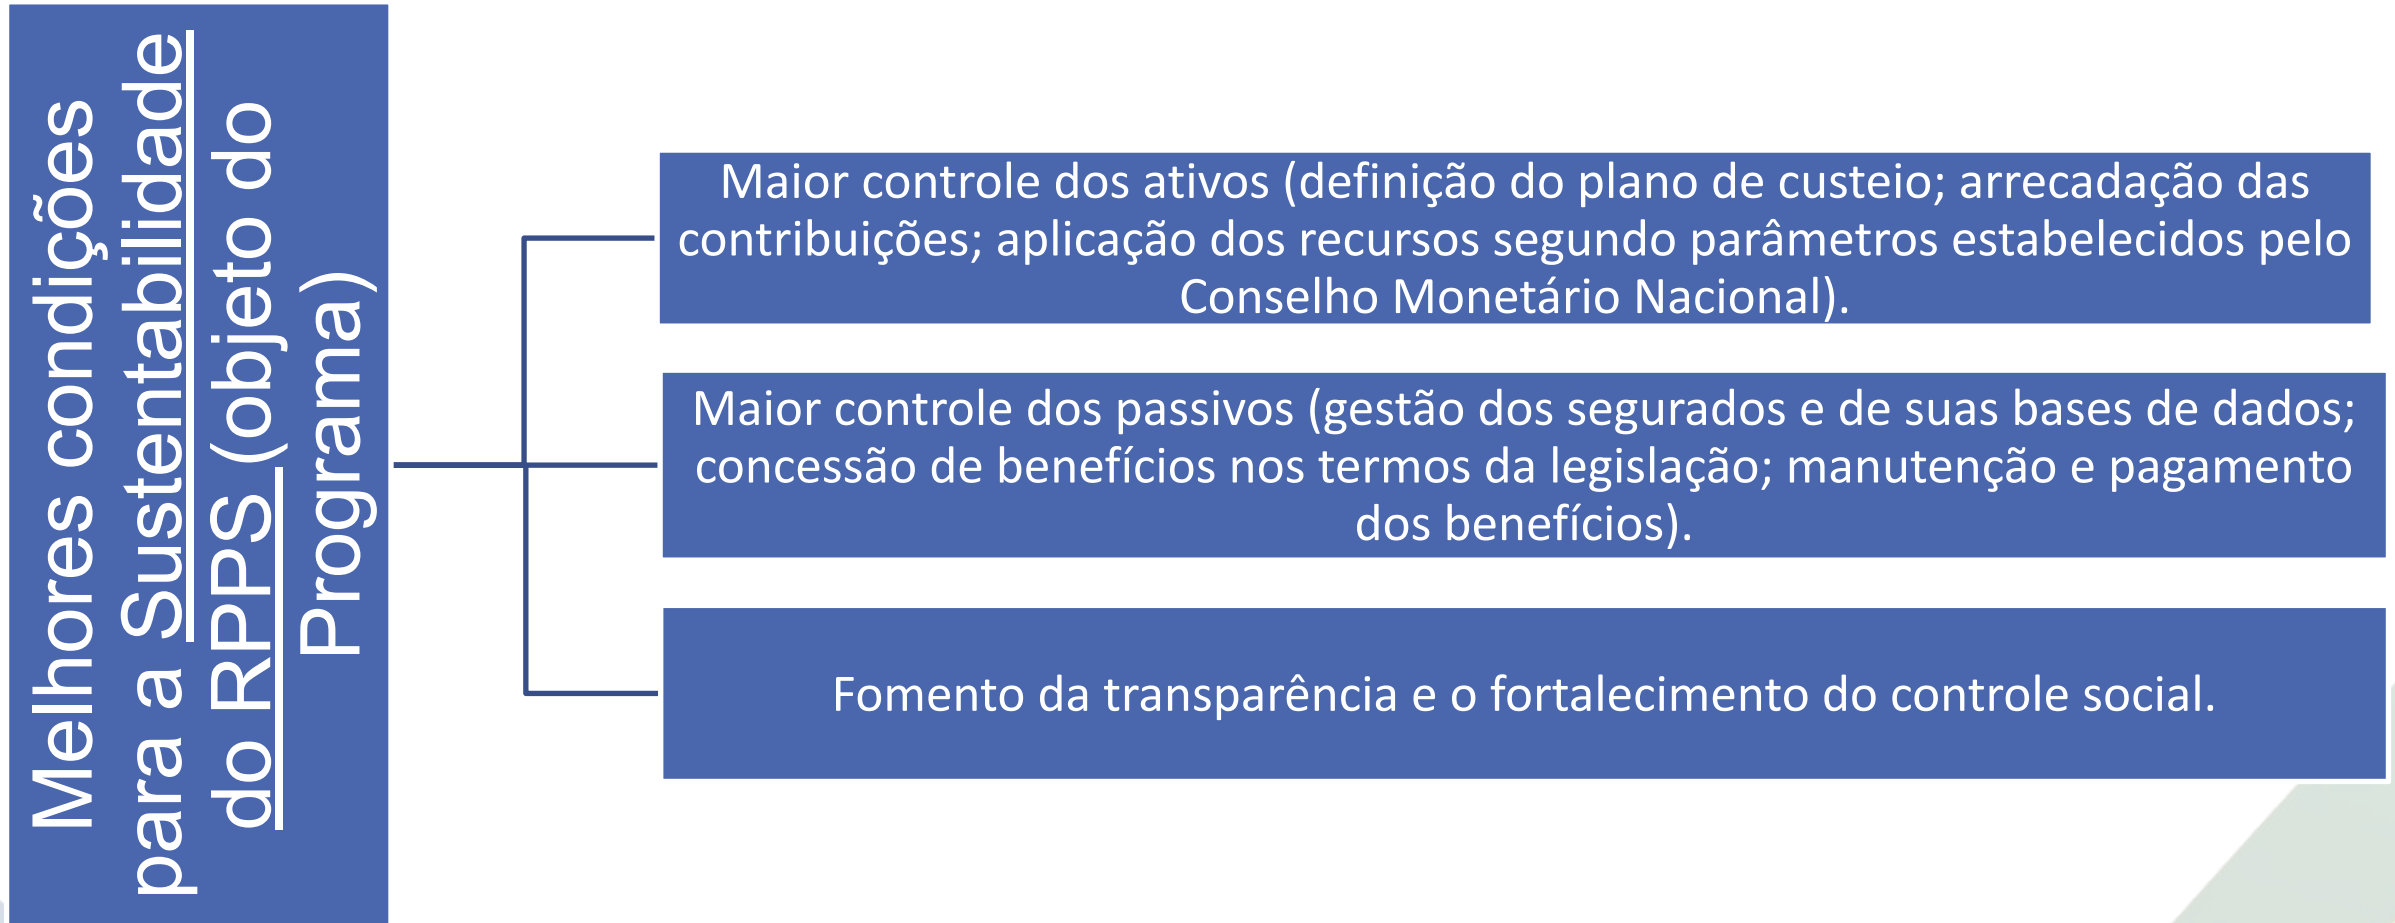 Melhores condições
para a Sustentabilidade
do RPPS (objeto do
Programa)
Maior controle dos ativos (definição do plano de custeio; arrecadação das
contribuições; aplicação dos recursos segundo parâmetros estabelecidos pelo
Conselho Monetário Nacional).
Maior controle dos passivos (gestão dos segurados e de suas bases de dados;
concessão de benefícios nos termos da legislação; manutenção e pagamento
dos benefícios).
Fomento da transparência e o fortalecimento do controle social.